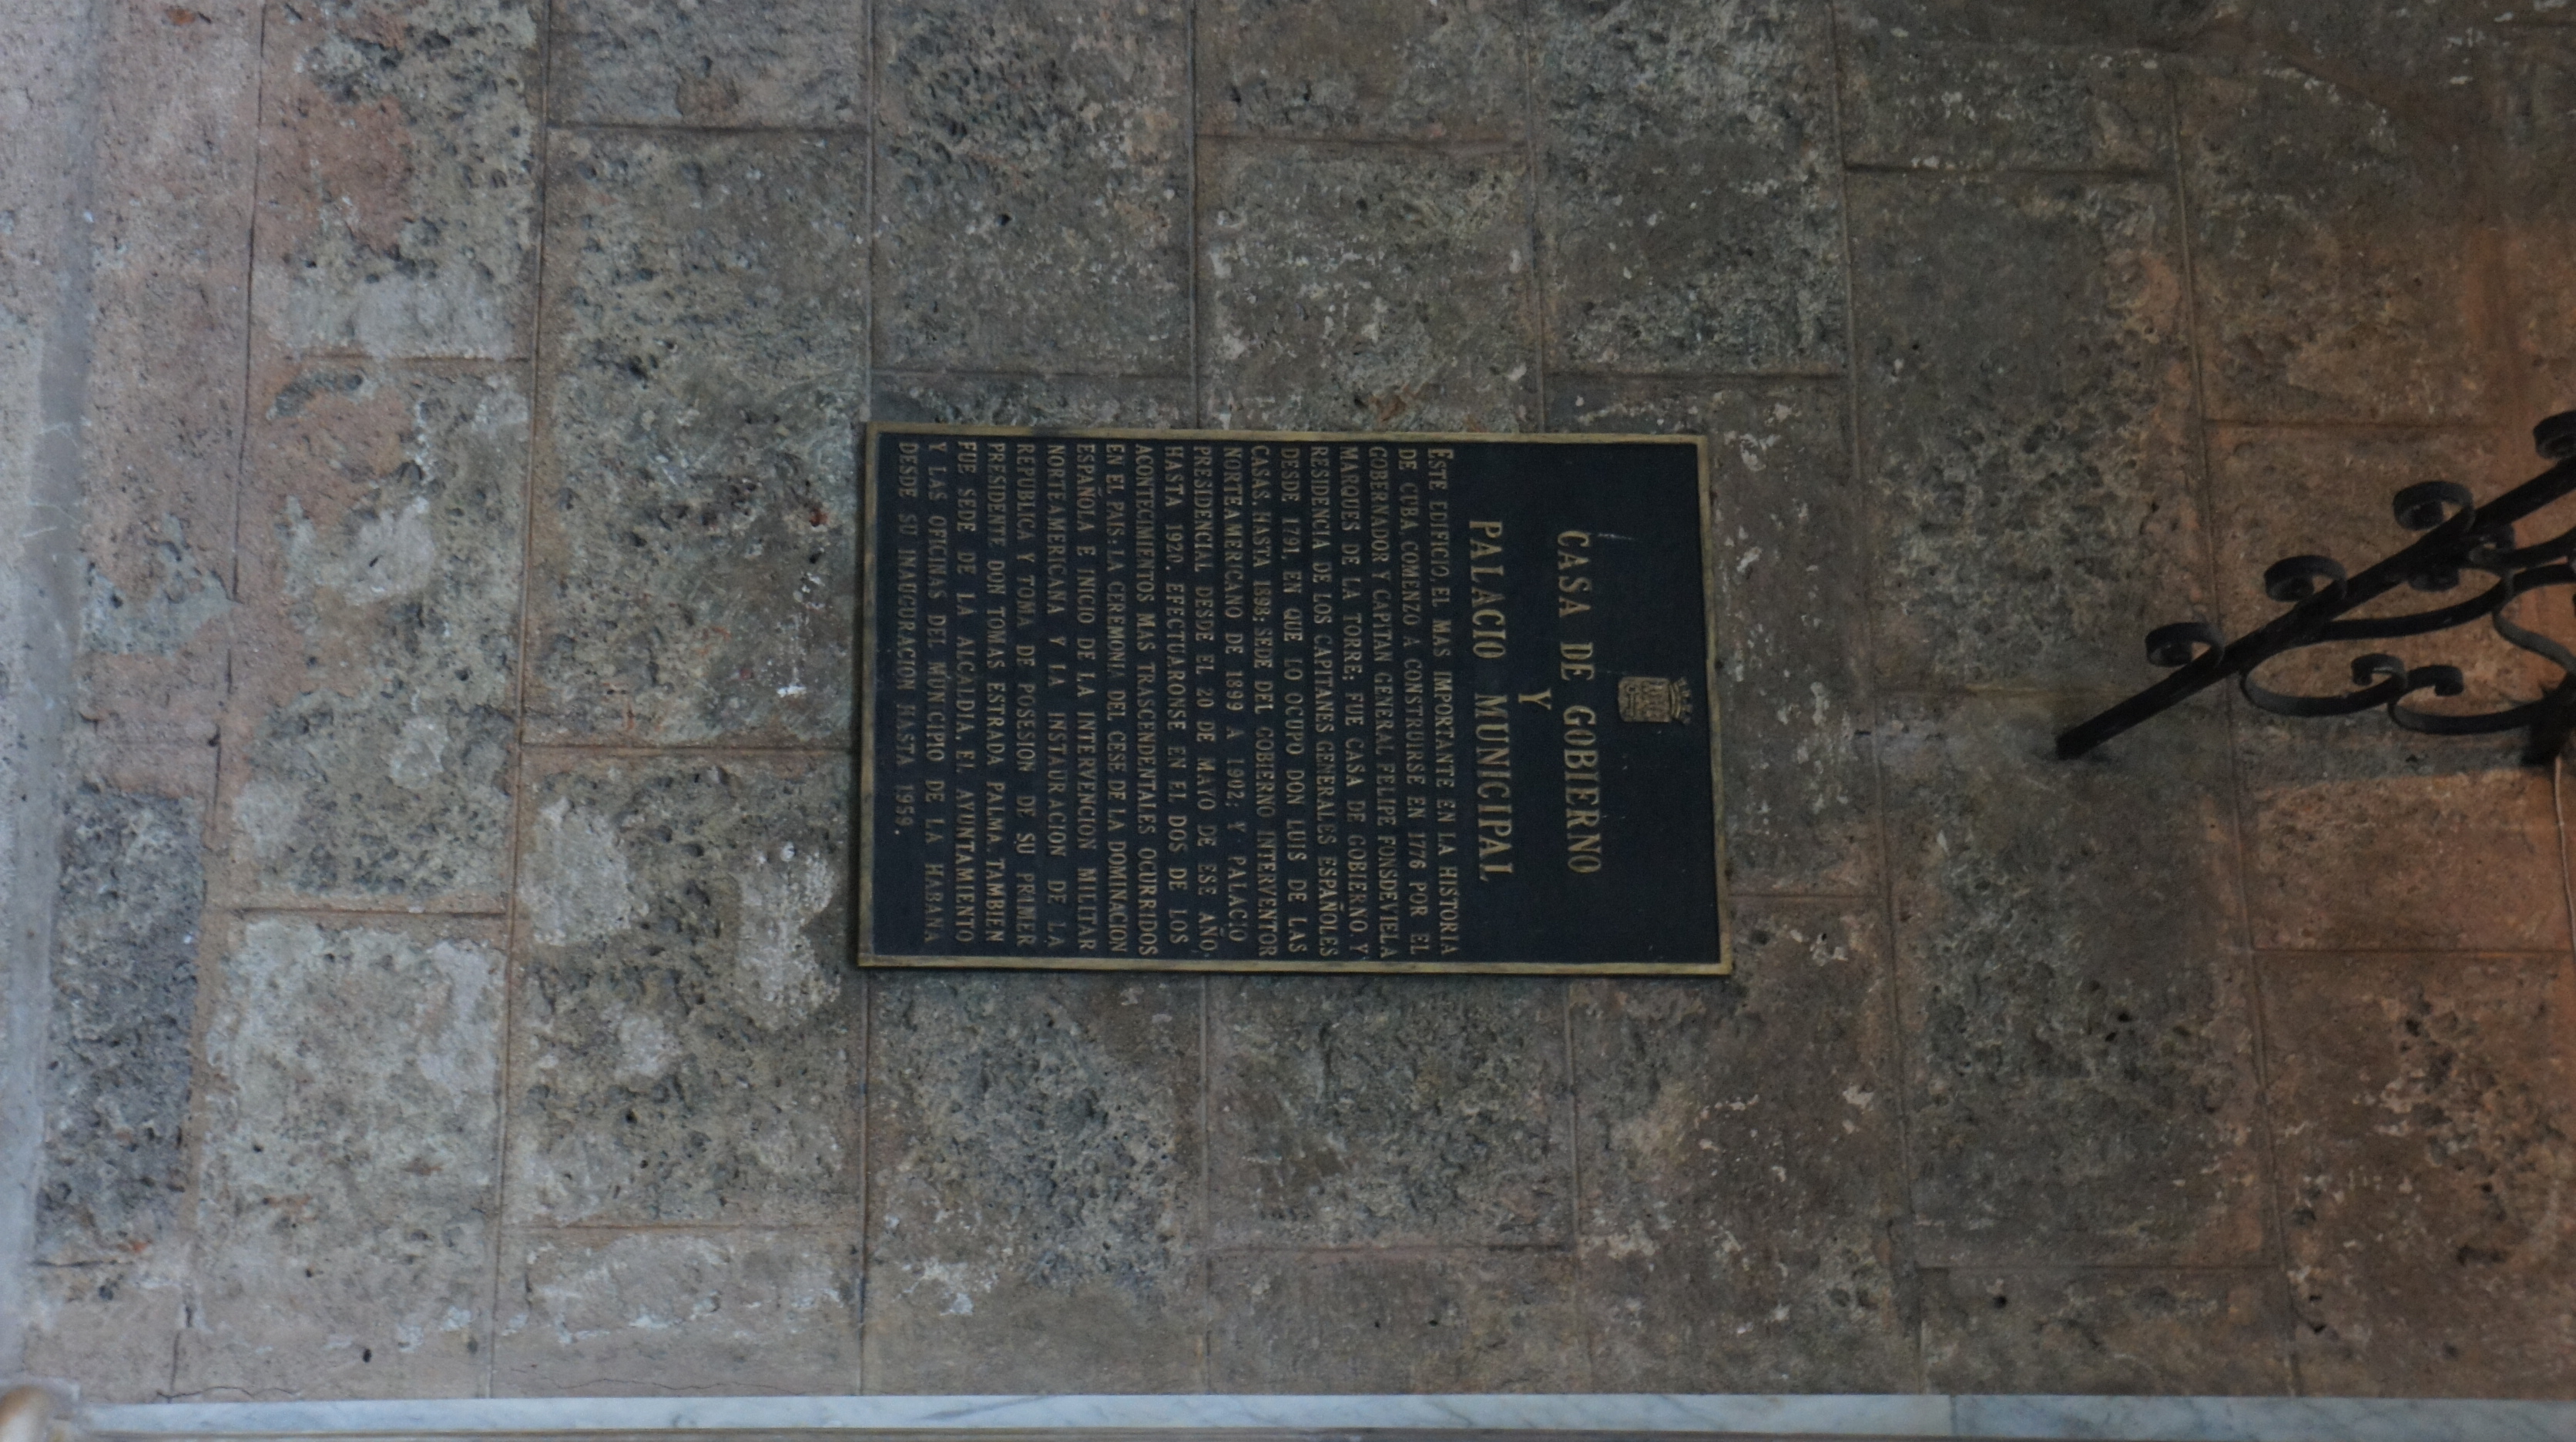 CASA DE GOBIERNO
Y
PALACIO MUNICIPAL
ESTE EDIFICIO, EL MAS IMPORTANTE EN LA HISTORIA
DE CUBA, COMENZO A CONSTRUIRSE EN 1776 POR EL
GOBERNADOR Y CAPITAN GENERAL FELIPE FONSDEVIELA
MARQUES DE LA TORRE; FUE CASA DE GOBIERNO Y
RESIDENCIA DE LOS CAPITANES GENERALES ESPAÑOLES
DESDE 1791, EN QUE LO OCUPO DON LUIS DE LAS
CASAS, HASTA 1898; SEDE DEL GOBIERNO INTERVENTOR
NORTEAMERICANO DE 1899 A 1902; Y PALACIO
PRESIDENCIAL DESDE EL 20 DE MAYO DE ESE AÑO,
HASTA 1920. EFECTUARONSE EN EL DOS DE LOS
ACONTECIMIENTOS MAS TRASCENDENTALES OCURRIDOS
EN EL PAIS: LA CEREMONIA DEL CESE DE LA DOMINACION
ESPAÑOLA E INICIO DE LA INTERVENCION MILITAR
NORTEAMERICANA Y LA INSTAURACION DE LA
REPUBLICA Y TOMA DE POSESION DE SU PRIMER
PRESIDENTE DON TOMAS ESTRADA PALMA. TAMBIEN
FUE SEDE DE LA ALCALDIA, EL AYUNTAMIENTO
Y LAS OFICINAS DEL MUNICIPIO DE LA HABANA
DESDE SU INAUGURACION HASTA 1959.